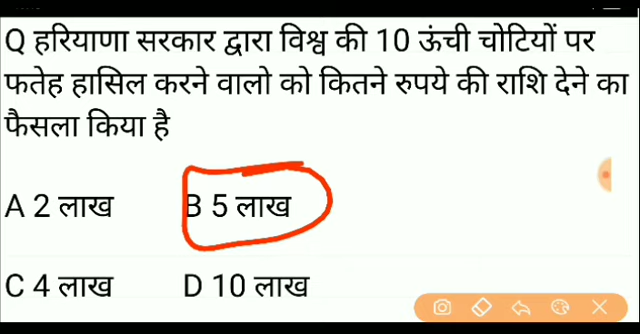 Q हरियाणा सरकार द्वारा विश्व की 10 ऊंची चोटियों पर
फतेह हासिल करने वालो को कितने रुपये की राशि देने का
फैसला किया है
A 2 लाख B 5 लाख
C 4 लाख D 10 लाख